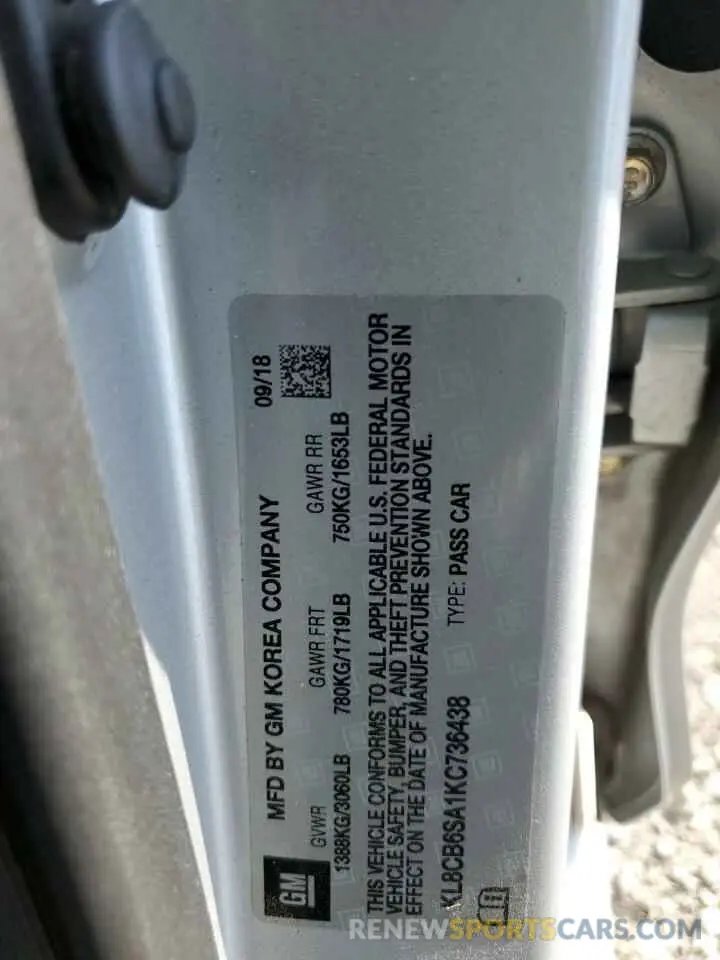 MFD BY GM KOREA COMPANY 09/18
GM
GVWR GAWR FRT GAWR RR
1388KG/3060LB 780KG/1719LB 750KG/1653LB
THIS VEHICLE CONFORMS TO ALL APPLICABLE U.S. FEDERAL MOTOR
VEHICLE SAFETY, BUMPER, AND THEFT PREVENTION STANDARDS IN
EFFECT ON THE DATE OF MANUFACTURE SHOWN ABOVE.
KL8CB6SA1KC736438 TYPE: PASS CAR
RENEWSPORTSCARS.COM